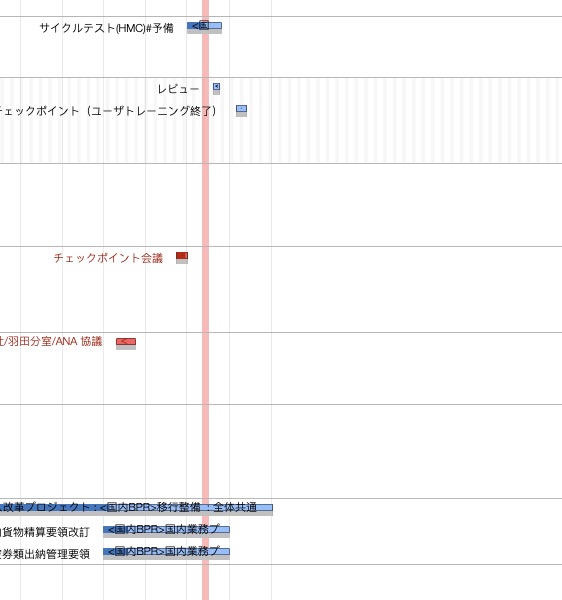 サイクルテスト(HMC)#予備 <国
レビュー
ェックポイント（ユーザトレーニング終了）
チェックポイント会議
/羽田分室/ANA 協議
改革プロジェクト : <国内BPR>移行整備 : 全体共通
貨物精算要領改訂 <国内BPR>国内業務プ
券類出納管理要領 <国内BPR>国内業務プ